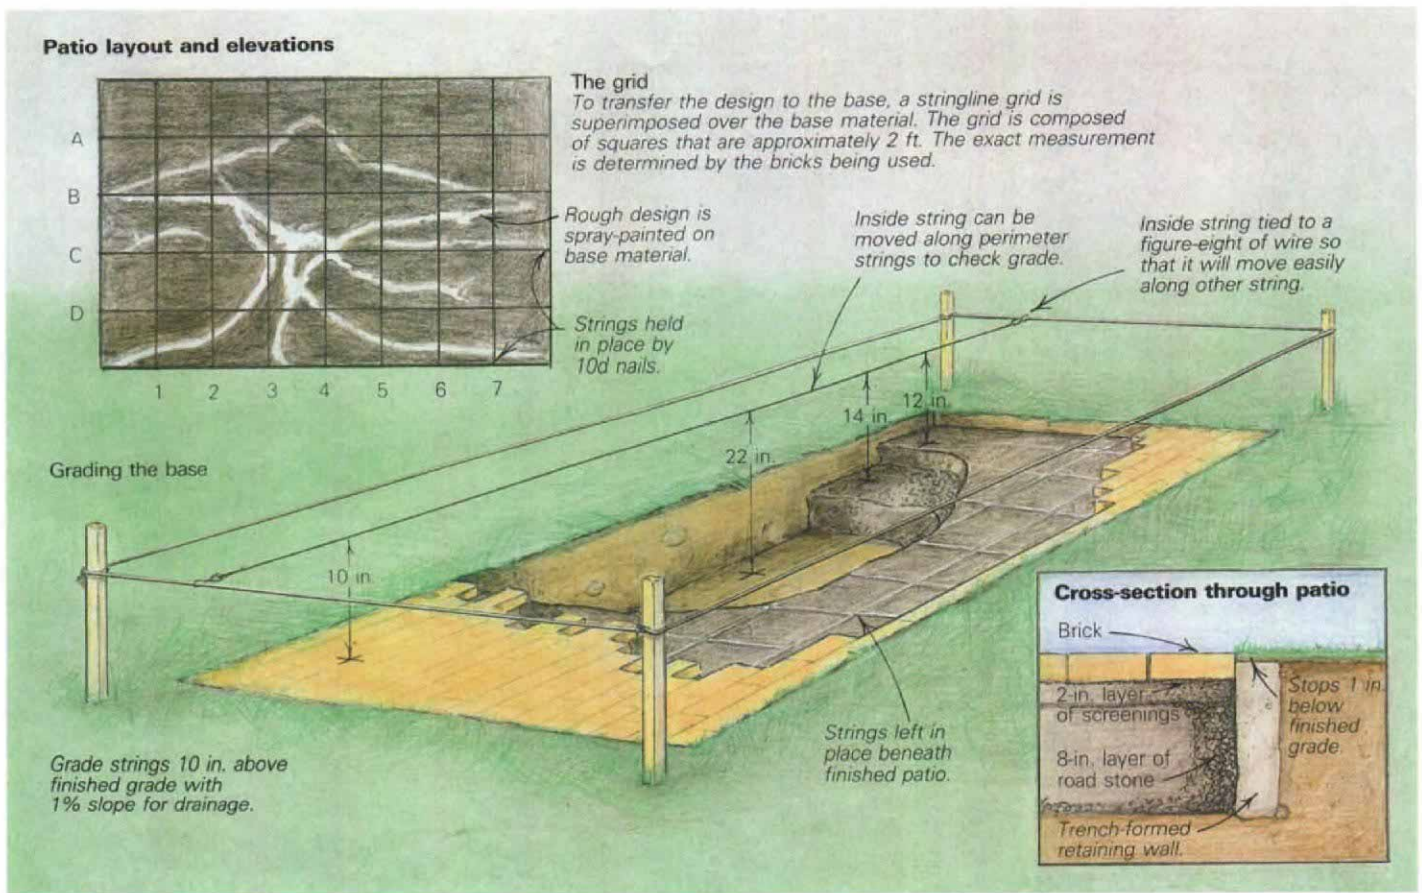 Patio layout and elevations
A
B
C
D
1 2 3 4 5 6 7
The grid
To transfer the design to the base, a stringline grid is
superimposed over the base material. The grid is composed
of squares that are approximately 2 ft. The exact measurement
is determined by the bricks being used.
Rough design is
spray-painted on
base material.
Strings held
in place by
10d nails.
Inside string can be
moved along perimeter
strings to check grade.
Inside string tied to a
figure-eight of wire so
that it will move easily
along other string.
Grading the base
10 in.
22 in.
14 in.
12 in.
Grade strings 10 in. above
finished grade with
1% slope for drainage.
Strings left in
place beneath
finished patio.
Cross-section through patio
Brick
2-in. layer
of screenings
8-in. layer of
road stone
Trench-formed
retaining wall.
Stops 1 in.
below
finished
grade.